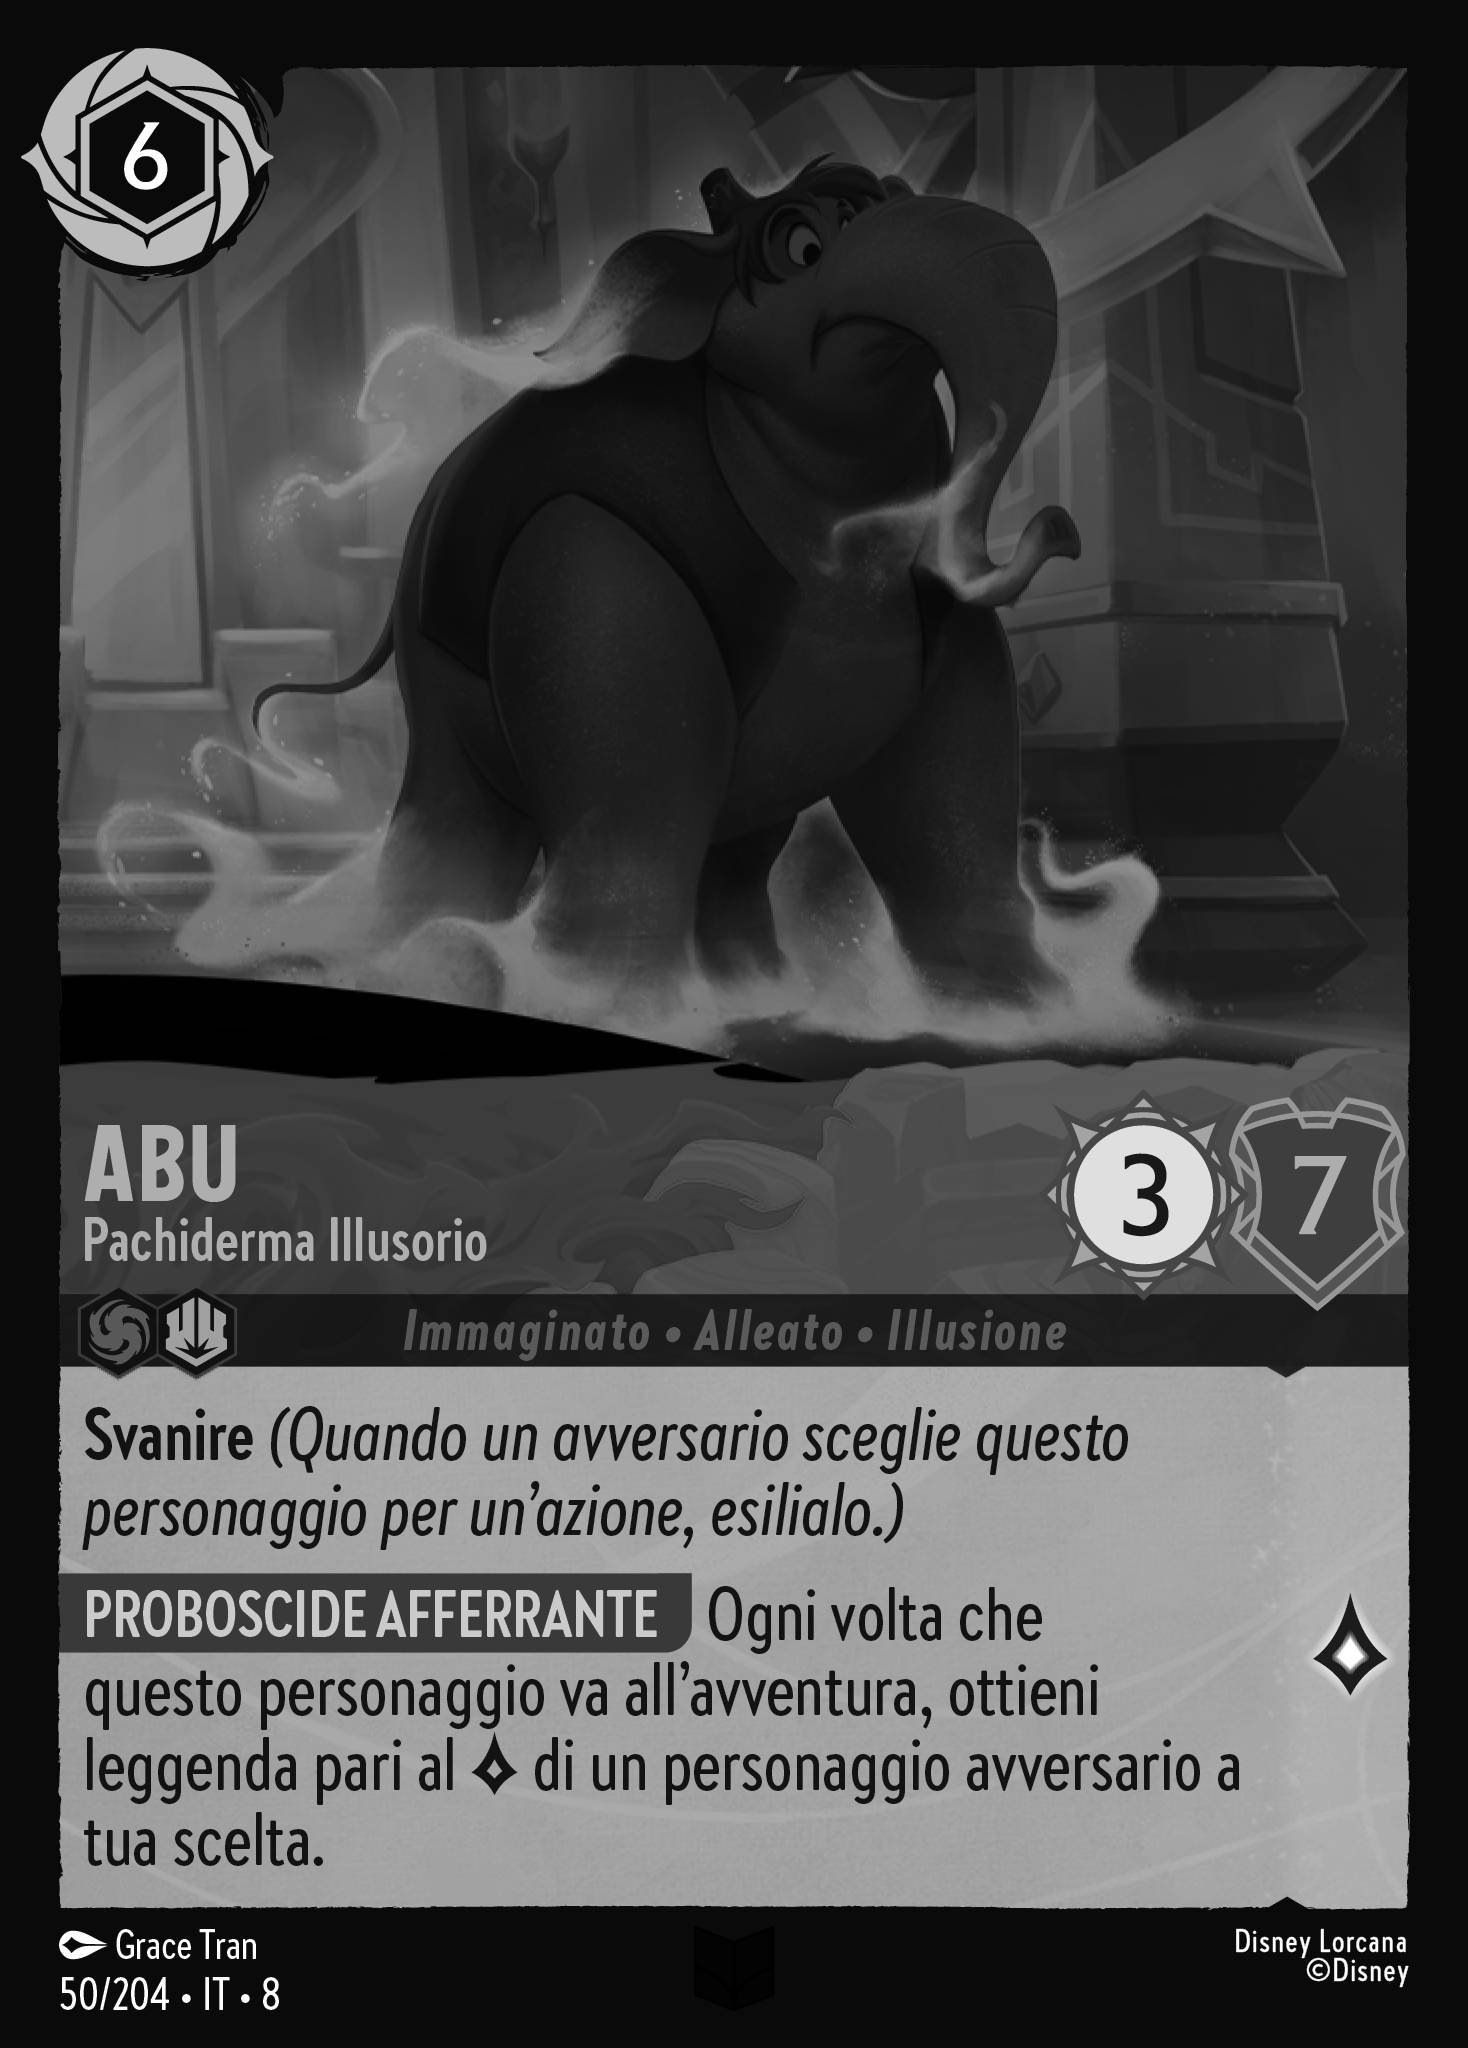 6
ABU
Pachiderma Illusorio
3
7
Immaginato • Alleato • Illusione
Svanire (Quando un avversario sceglie questo
personaggio per un'azione, esilialo.)
PROBOSCIDE AFFERRANTE Ogni volta che
questo personaggio va all'avventura, ottieni
leggenda pari al di un personaggio avversario a
tua scelta.
Grace Tran
50/204 • IT • 8
Disney Lorcana
©Disney